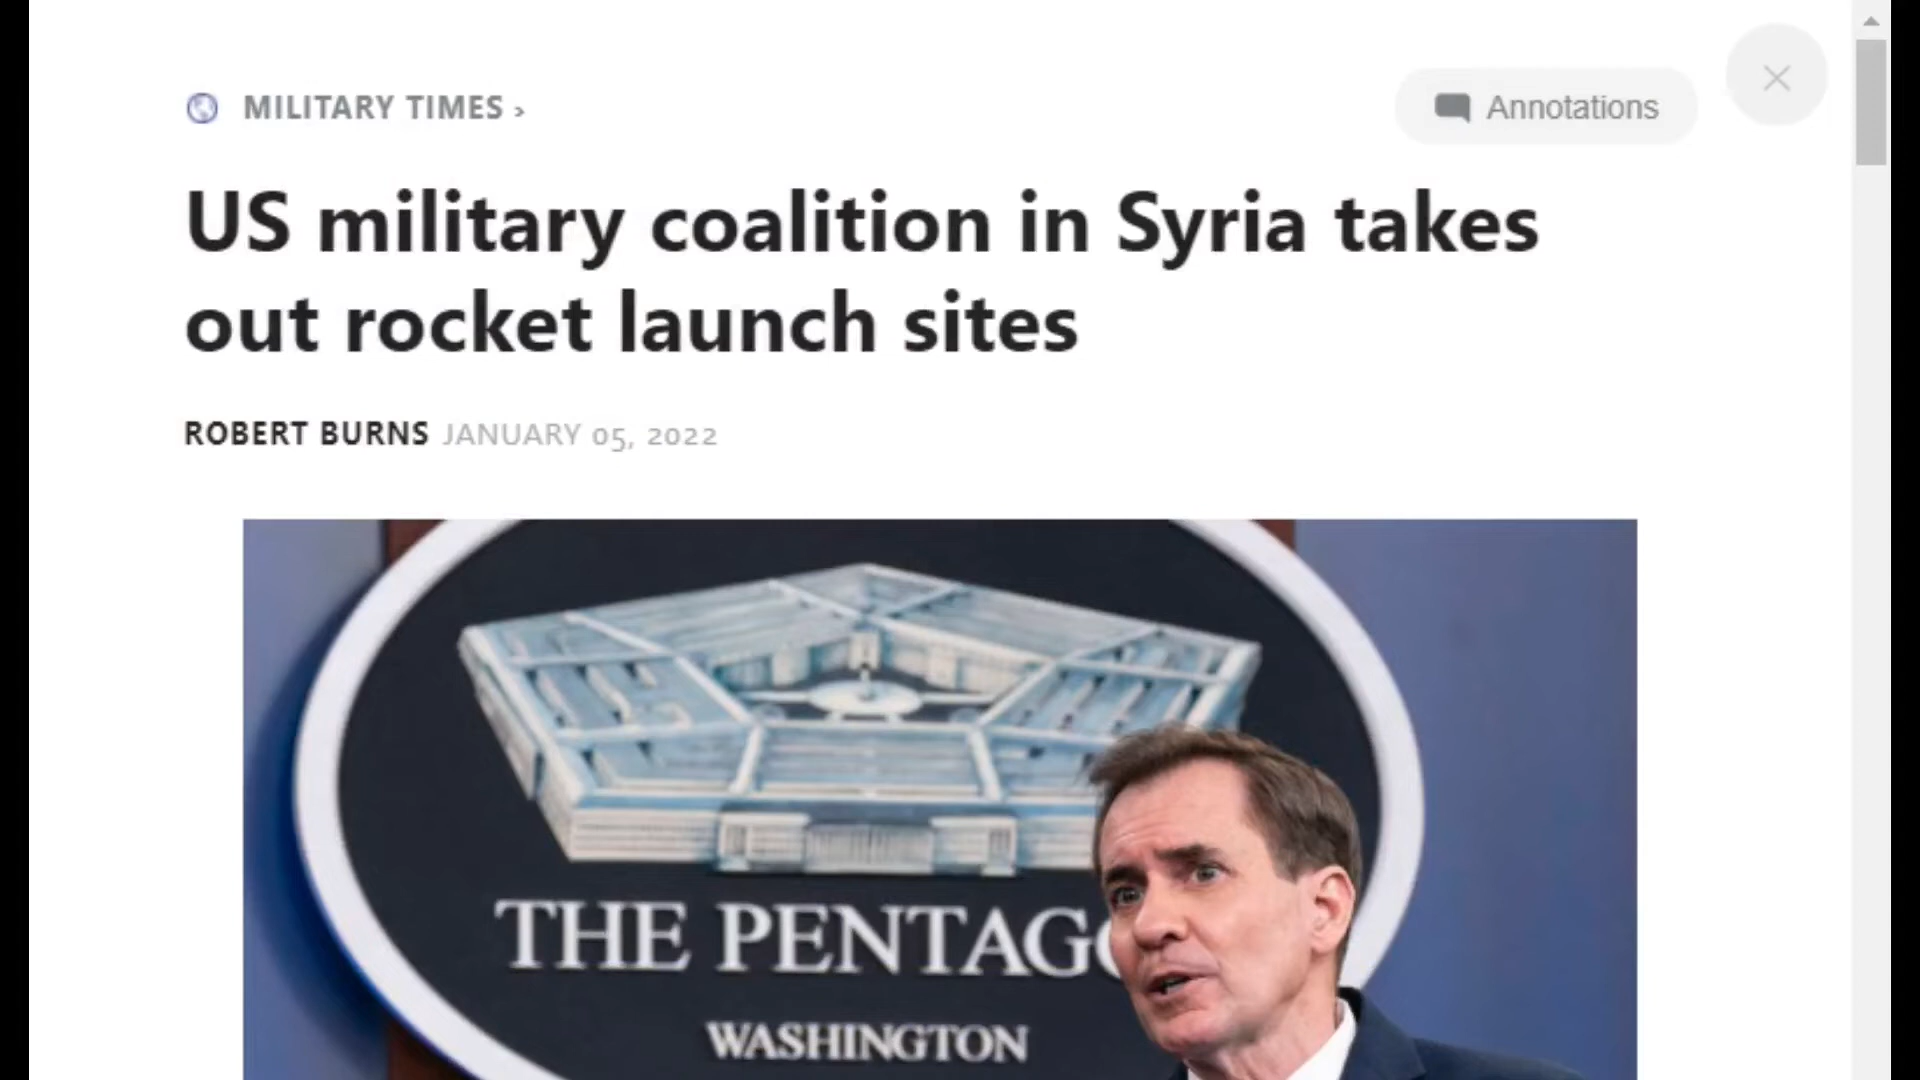 MILITARY TIMES ›
Annotations
US military coalition in Syria takes
out rocket launch sites
ROBERT BURNS JANUARY 05, 2022
THE PENTAGO
WASHINGTON